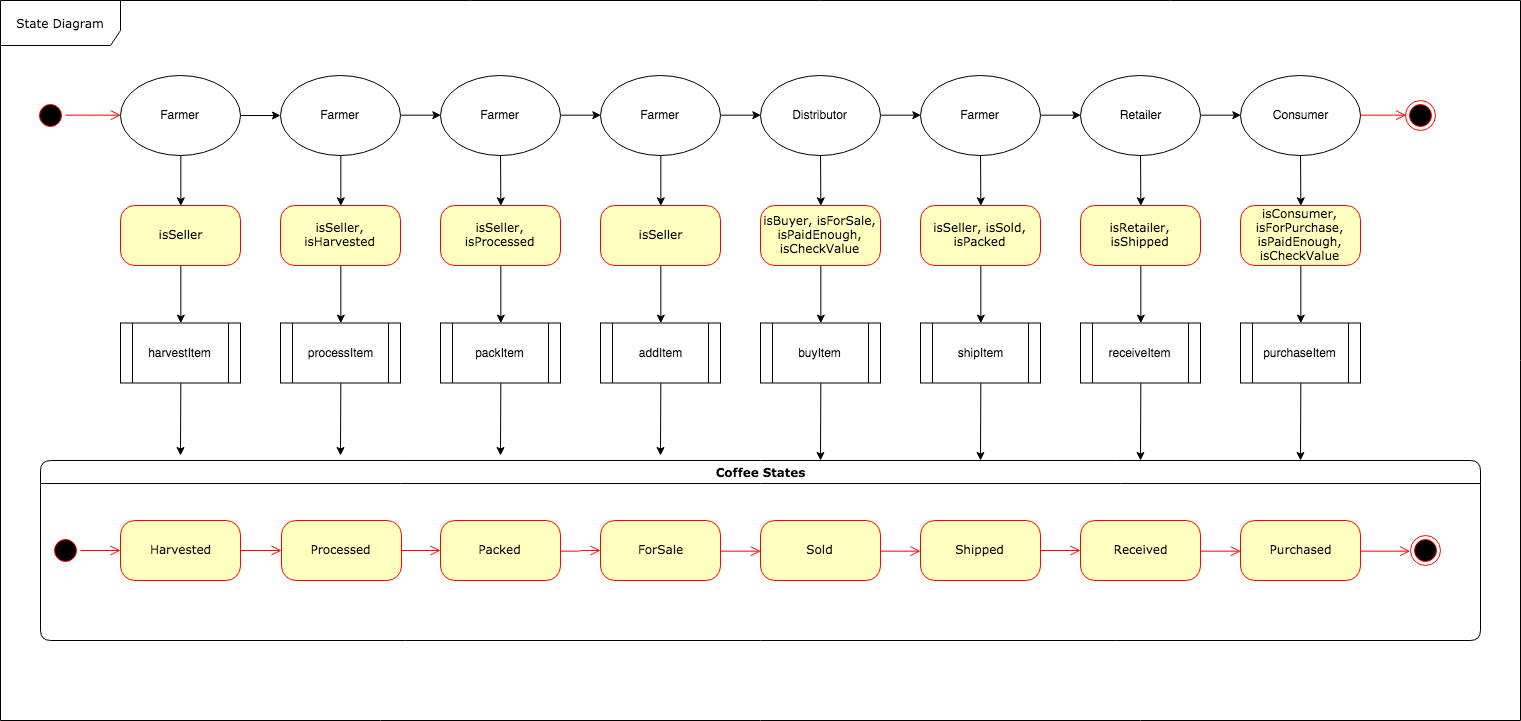 State Diagram
Farmer
Farmer
Farmer
Farmer
Distributor
Farmer
Retailer
Consumer
isSeller
isSeller,
isHarvested
isSeller,
isProcessed
isSeller
isBuyer, isForSale,
isPaidEnough,
isCheckValue
isSeller, isSold,
isPacked
isRetailer,
isShipped
isConsumer,
isForPurchase,
isPaidEnough,
isCheckValue
harvestItem
processItem
packItem
addItem
buyItem
shipItem
receiveItem
purchaseItem
Coffee States
Harvested
Processed
Packed
ForSale
Sold
Shipped
Received
Purchased